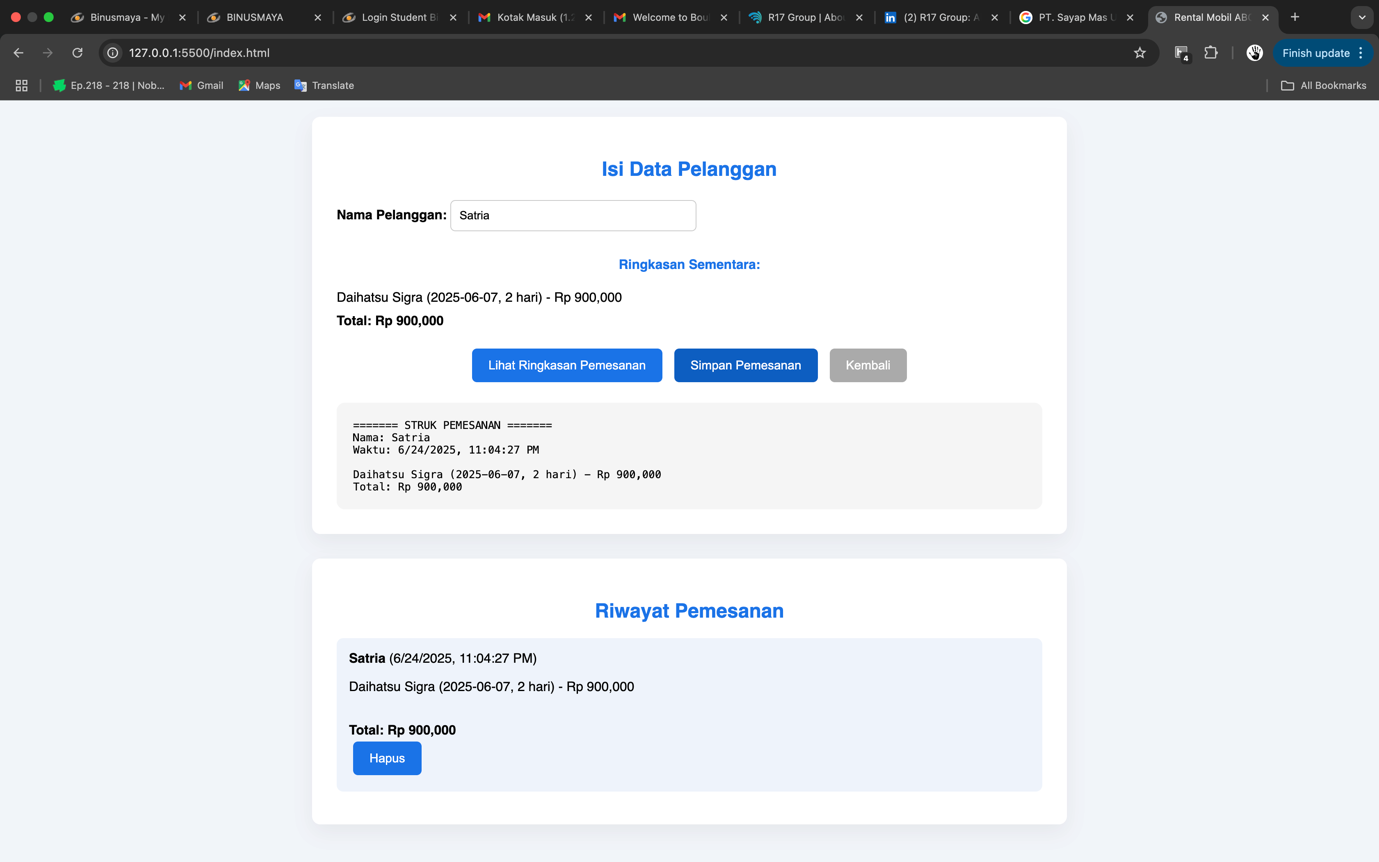 Binusmaya - My
BINUSMAYA
Login Student Bi
Kotak Masuk (1.
Welcome to Bou
R17 Group | Abo
(2) R17 Group: A
PT. Sayap Mas U
Rental Mobil ABC
127.0.0.1:5500/index.html
4
Finish update
Ep.218 - 218 | Nob...
Gmail
Maps
Translate
All Bookmarks
Isi Data Pelanggan
Nama Pelanggan: Satria
Ringkasan Sementara:
Daihatsu Sigra (2025-06-07, 2 hari) - Rp 900,000
Total: Rp 900,000
Lihat Ringkasan Pemesanan
Simpan Pemesanan
Kembali
======= STRUK PEMESANAN =======
Nama: Satria
Waktu: 6/24/2025, 11:04:27 PM
Daihatsu Sigra (2025-06-07, 2 hari) - Rp 900,000
Total: Rp 900,000
Riwayat Pemesanan
Satria (6/24/2025, 11:04:27 PM)
Daihatsu Sigra (2025-06-07, 2 hari) - Rp 900,000
Total: Rp 900,000
Hapus